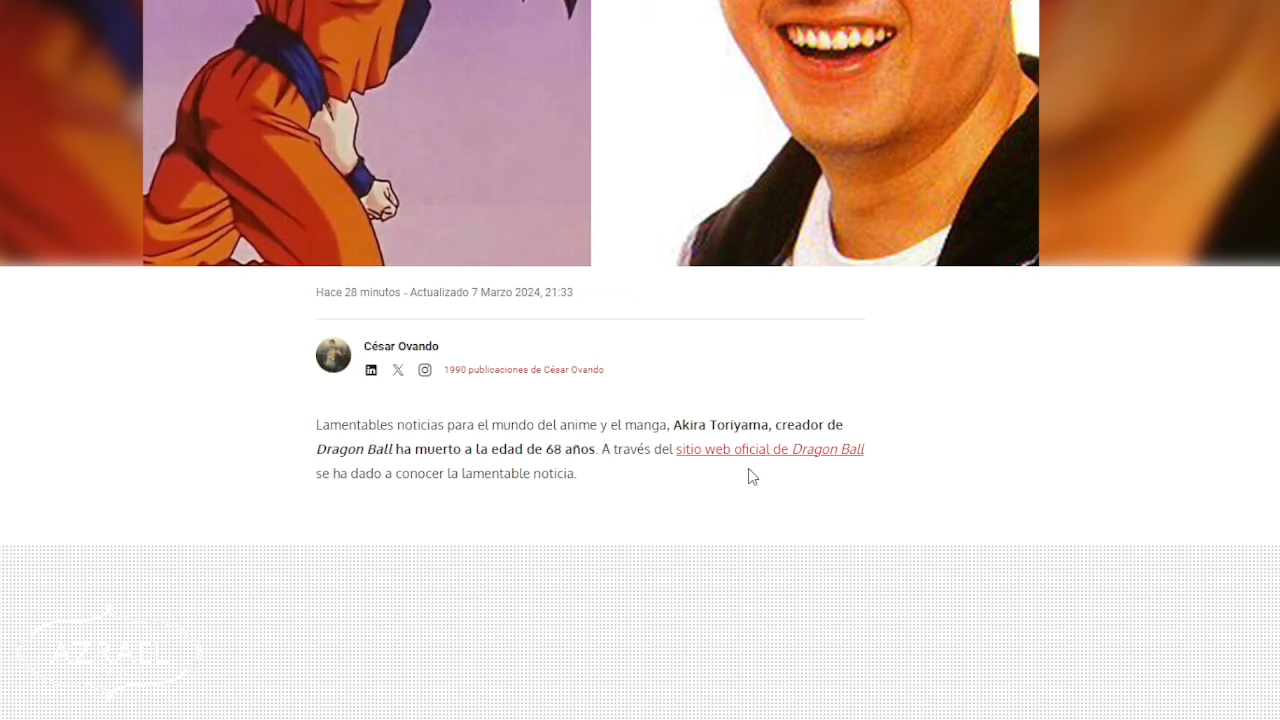 Hace 28 minutos - Actualizado 7 Marzo 2024, 21:33
César Ovando
1990 publicaciones de César Ovando
Lamentables noticias para el mundo del anime y el manga, Akira Toriyama, creador de
Dragon Ball ha muerto a la edad de 68 años. A través del sitio web oficial de Dragon Ball
se ha dado a conocer la lamentable noticia.
AZRAEL